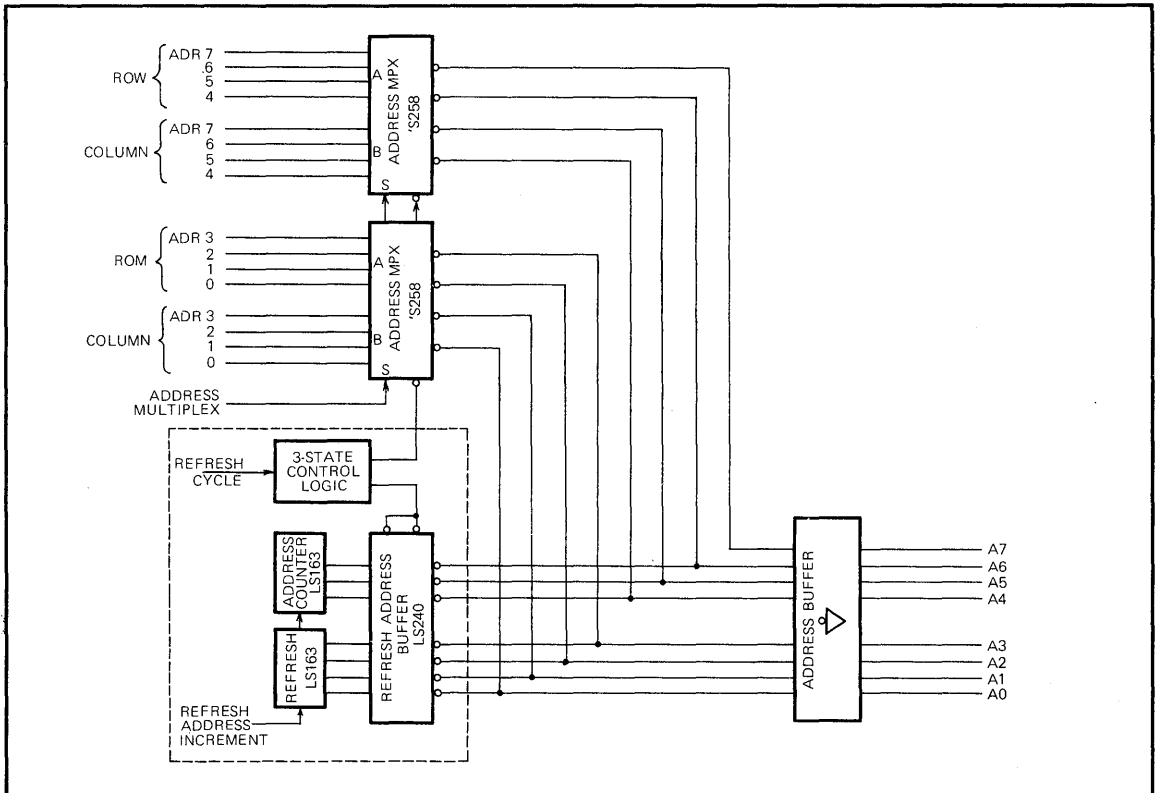 ROW
ADR 7
.6
5
4
COLUMN
ADR 7
6
5
4
A
B
S
ADDRESS MPX
'S258
ROM
ADR 3
2
1
0
COLUMN
ADR 3
2
1
0
A
B
S
ADDRESS MPX
'S258
ADDRESS
MULTIPLEX
REFRESH
CYCLE
3-STATE
CONTROL
LOGIC
ADDRESS
COUNTER
LS163
REFRESH
LS163
REFRESH
ADDRESS
INCREMENT
REFRESH ADDRESS
BUFFER
LS240
ADDRESS BUFFER
A7
A6
A5
A4
A3
A2
A1
A0